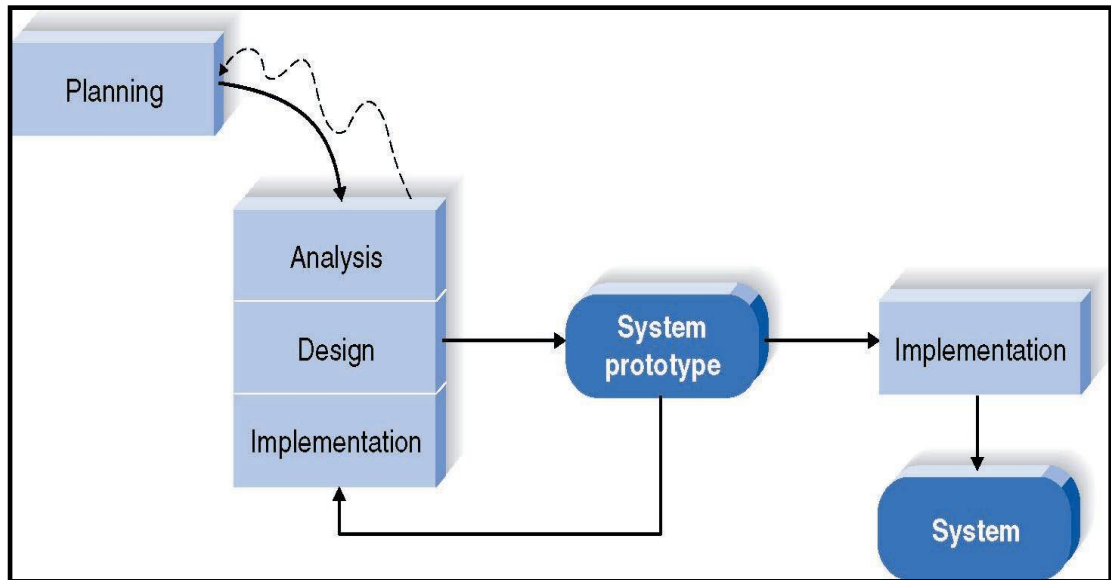 Planning
Analysis
Design
Implementation
System
prototype
Implementation
System